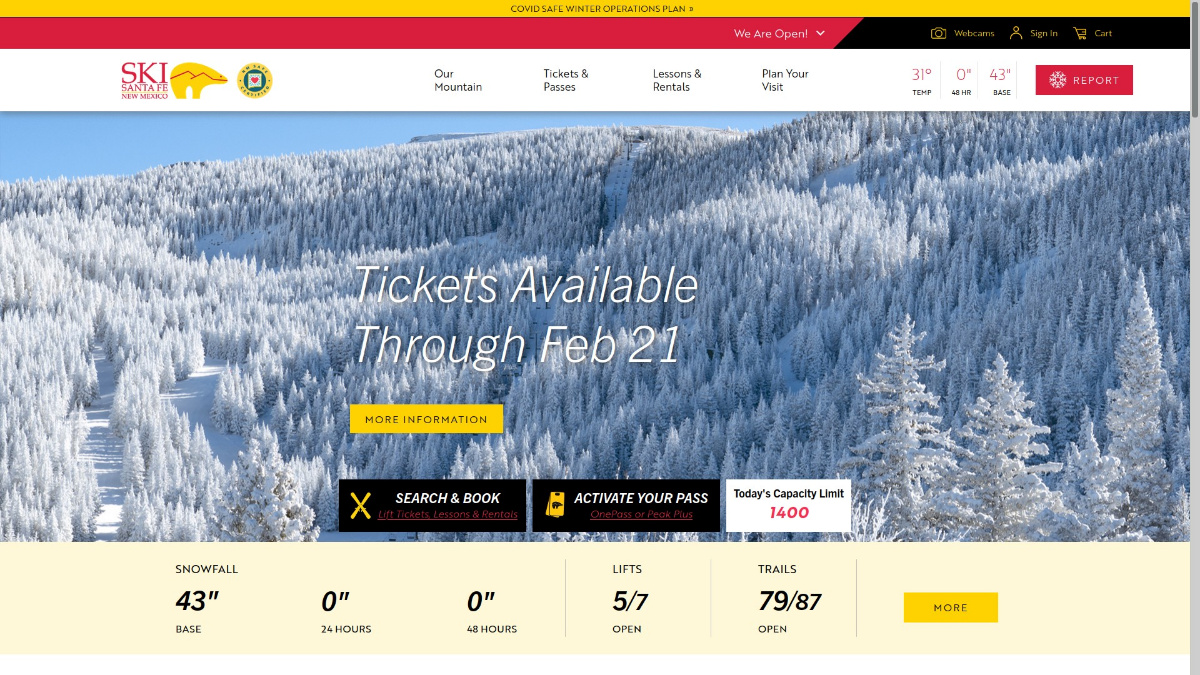 COVID SAFE WINTER OPERATIONS PLAN »
We Are Open!
Webcams
Sign In
Cart
SKI
SANTA FE
NEW MEXICO
NM SAFE
CERTIFIED
Our
Mountain
Tickets &
Passes
Lessons &
Rentals
Plan Your
Visit
31°
TEMP
0"
48 HR
43"
BASE
REPORT
Tickets Available
Through Feb 21
MORE INFORMATION
SEARCH & BOOK
Lift Tickets, Lessons & Rentals
ACTIVATE YOUR PASS
OnePass or Peak Plus
Today's Capacity Limit
1400
SNOWFALL
43"
BASE
0"
24 HOURS
0"
48 HOURS
LIFTS
5/7
OPEN
TRAILS
79/87
OPEN
MORE